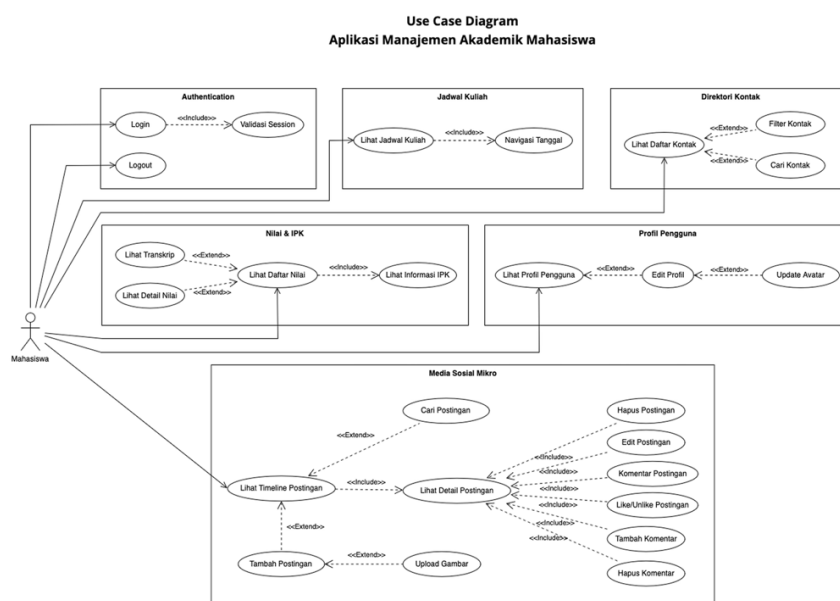 Use Case Diagram
Aplikasi Manajemen Akademik Mahasiswa
Authentication
Login
<<Include>>
Validasi Session
Logout
Jadwal Kuliah
Lihat Jadwal Kuliah
<<Include>>
Navigasi Tanggal
Direktori Kontak
Lihat Daftar Kontak
<<Extend>>
Filter Kontak
<<Extend>>
Cari Kontak
Nilai & IPK
Lihat Transkrip
<<Extend>>
Lihat Detail Nilai
<<Extend>>
Lihat Daftar Nilai
<<Include>>
Lihat Informasi IPK
Profil Pengguna
Lihat Profil Pengguna
<<Extend>>
Edit Profil
<<Extend>>
Update Avatar
Mahasiswa
Media Sosial Mikro
Cari Postingan
<<Extend>>
Lihat Timeline Postingan
<<Include>>
Lihat Detail Postingan
<<Extend>>
Tambah Postingan
<<Extend>>
Upload Gambar
Hapus Postingan
<<Include>>
Edit Postingan
<<Include>>
Komentar Postingan
<<Include>>
Like/Unlike Postingan
<<Include>>
Tambah Komentar
<<Include>>
Hapus Komentar
<<Include>>